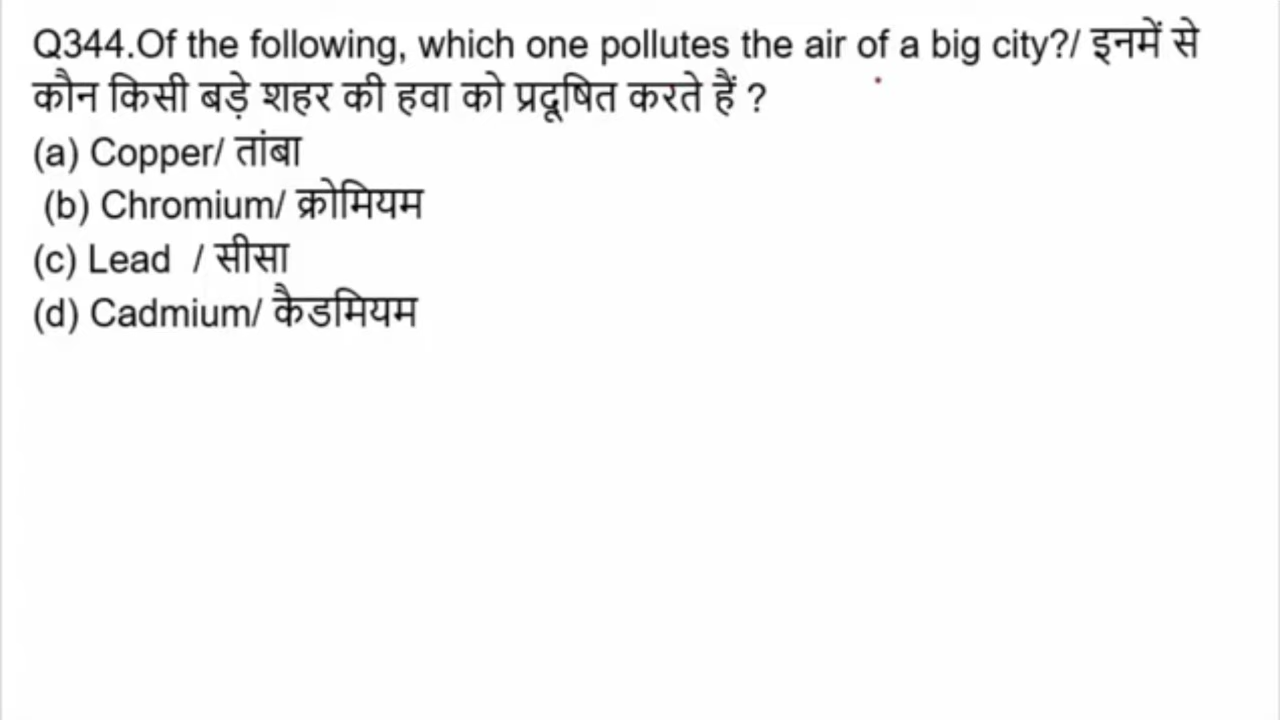 Q344.Of the following, which one pollutes the air of a big city?/ इनमें से
कौन किसी बड़े शहर की हवा को प्रदूषित करते हैं ?
(a) Copper/ तांबा
(b) Chromium/ क्रोमियम
(c) Lead / सीसा
(d) Cadmium/ कैडमियम